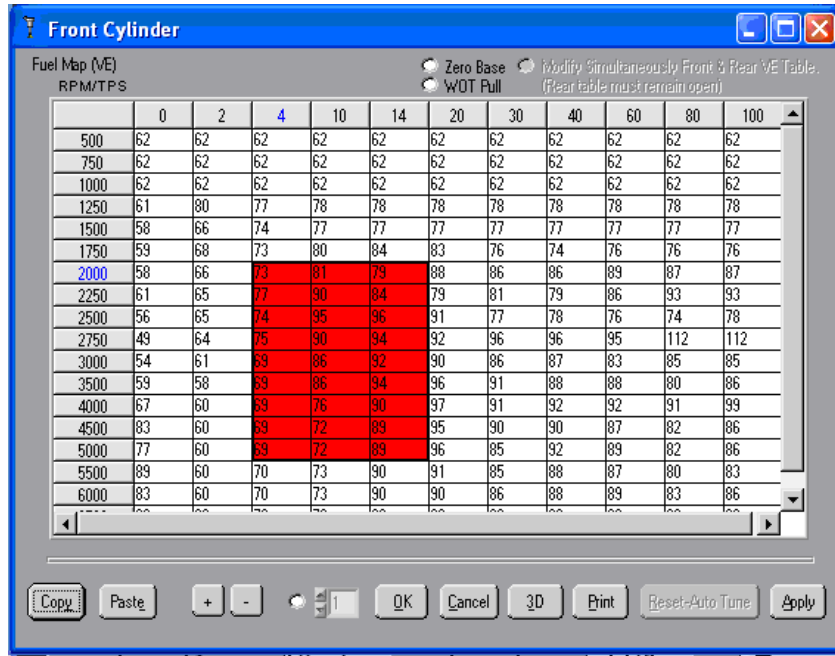 Front Cylinder
Fuel Map (VE)
RPM/TPS
Zero Base
WOT Pull
Modify Simultaneously Front & Rear VE Table.
(Rear table must remain open)
0 2 4 10 14 20 30 40 60 80 100
500 62 62 62 62 62 62 62 62 62 62 62
750 62 62 62 62 62 62 62 62 62 62 62
1000 62 62 62 62 62 62 62 62 62 62 62
1250 61 80 77 78 78 78 78 78 78 78 78
1500 58 66 74 77 77 77 77 77 77 77 77
1750 59 68 73 80 84 83 76 74 76 76 76
2000 58 66 73 81 79 88 86 86 89 87 87
2250 61 65 77 90 84 79 81 79 86 93 93
2500 56 65 74 95 96 91 77 78 76 74 78
2750 49 64 75 90 94 92 96 96 95 112 112
3000 54 61 69 86 92 90 86 87 83 85 85
3500 59 58 69 86 94 96 91 88 88 80 86
4000 67 60 69 76 90 97 91 92 92 91 99
4500 83 60 69 72 89 95 90 90 87 82 86
5000 77 60 69 72 89 96 85 92 89 82 86
5500 89 60 70 73 90 91 85 88 87 80 83
6000 83 60 70 73 90 90 86 88 89 83 86
Copy Paste + - 1 OK Cancel 3D Print Reset-Auto Tune Apply